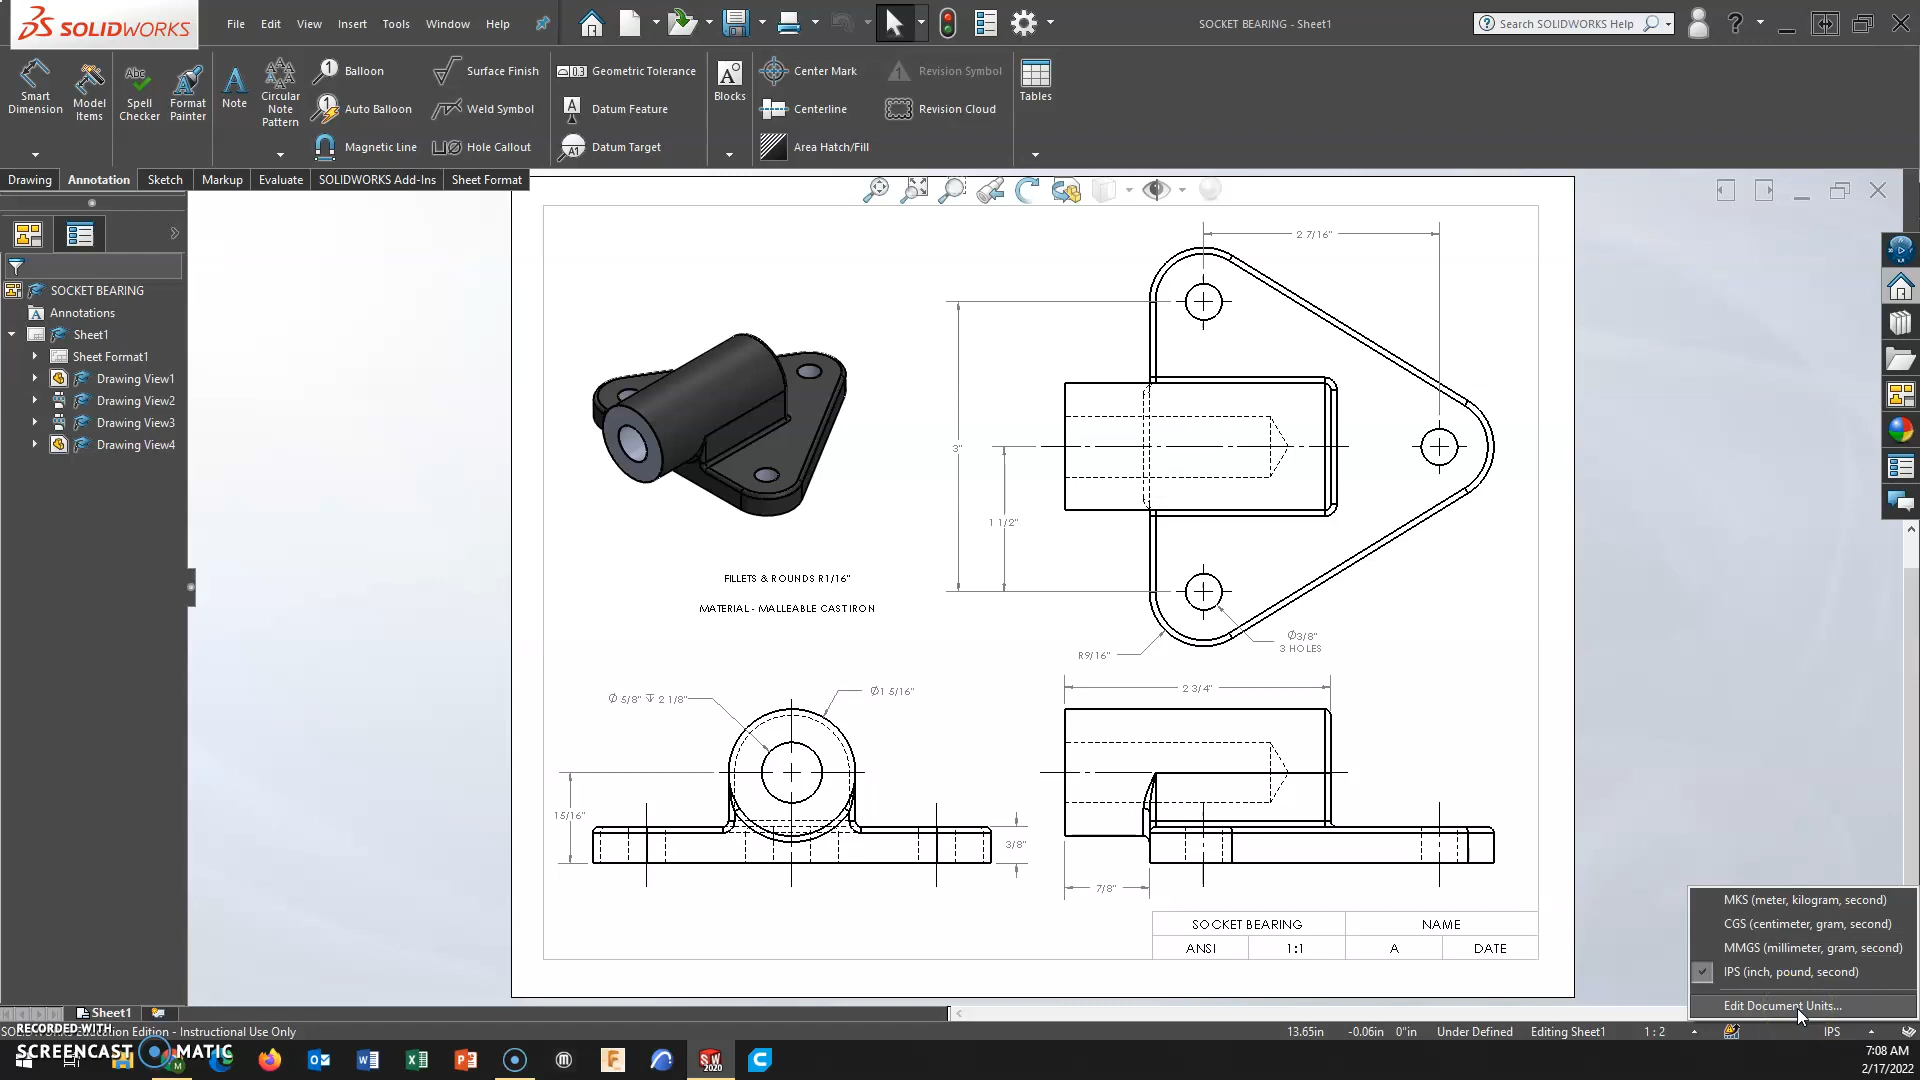 SOLIDWORKS
File Edit View Insert Tools Window Help
SOCKET BEARING - Sheet1
Search SOLIDWORKS Help
Smart Dimension
Model Items
Spell Checker
Format Painter
Note
Circular Note Pattern
Balloon
Auto Balloon
Magnetic Line
Surface Finish
Weld Symbol
Hole Callout
Geometric Tolerance
Datum Feature
Datum Target
Blocks
Center Mark
Centerline
Area Hatch/Fill
Revision Symbol
Revision Cloud
Tables
Drawing Annotation Sketch Markup Evaluate SOLIDWORKS Add-Ins Sheet Format
SOCKET BEARING
Annotations
Sheet1
Sheet Format1
Drawing View1
Drawing View2
Drawing View3
Drawing View4
2 7/16"
3"
1 1/2"
FILLETS & ROUNDS R1/16"
MATERIAL - MALLEABLE CAST IRON
R9/16"
Ø3/8"
3 HOLES
Ø 5/8" ↧ 2 1/8"
Ø1 5/16"
2 3/4"
15/16"
3/8"
7/8"
SOCKET BEARING NAME
ANSI 1:1 A DATE
MKS (meter, kilogram, second)
CGS (centimeter, gram, second)
MMGS (millimeter, gram, second)
IPS (inch, pound, second)
Edit Document Units...
Sheet1
Education Edition - Instructional Use Only
13.65in -0.06in 0"in Under Defined Editing Sheet1 1 : 2 IPS
RECORDED WITH
SCREENCAST MATIC
7:08 AM
2/17/2022